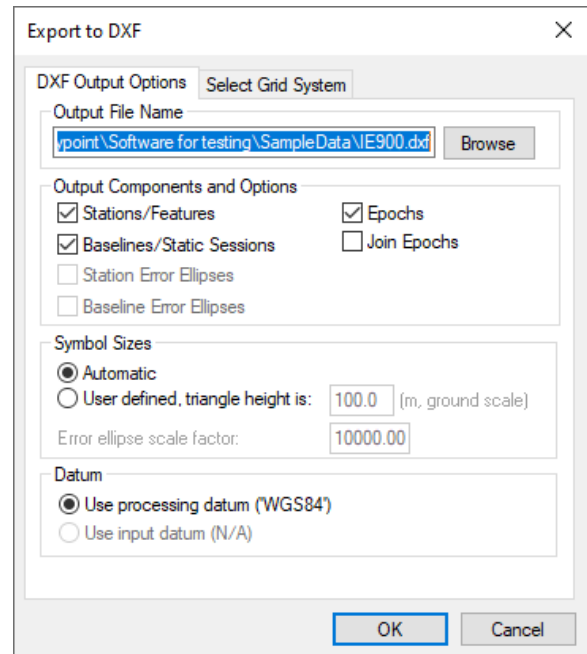 Export to DXF
DXF Output Options Select Grid System
Output File Name
ypoint\Software for testing\SampleData\IE900.dxf Browse
Output Components and Options
Stations/Features Epochs
Baselines/Static Sessions Join Epochs
Station Error Ellipses
Baseline Error Ellipses
Symbol Sizes
Automatic
User defined, triangle height is: 100.0 (m, ground scale)
Error ellipse scale factor: 10000.00
Datum
Use processing datum ('WGS84')
Use input datum (N/A)
OK Cancel